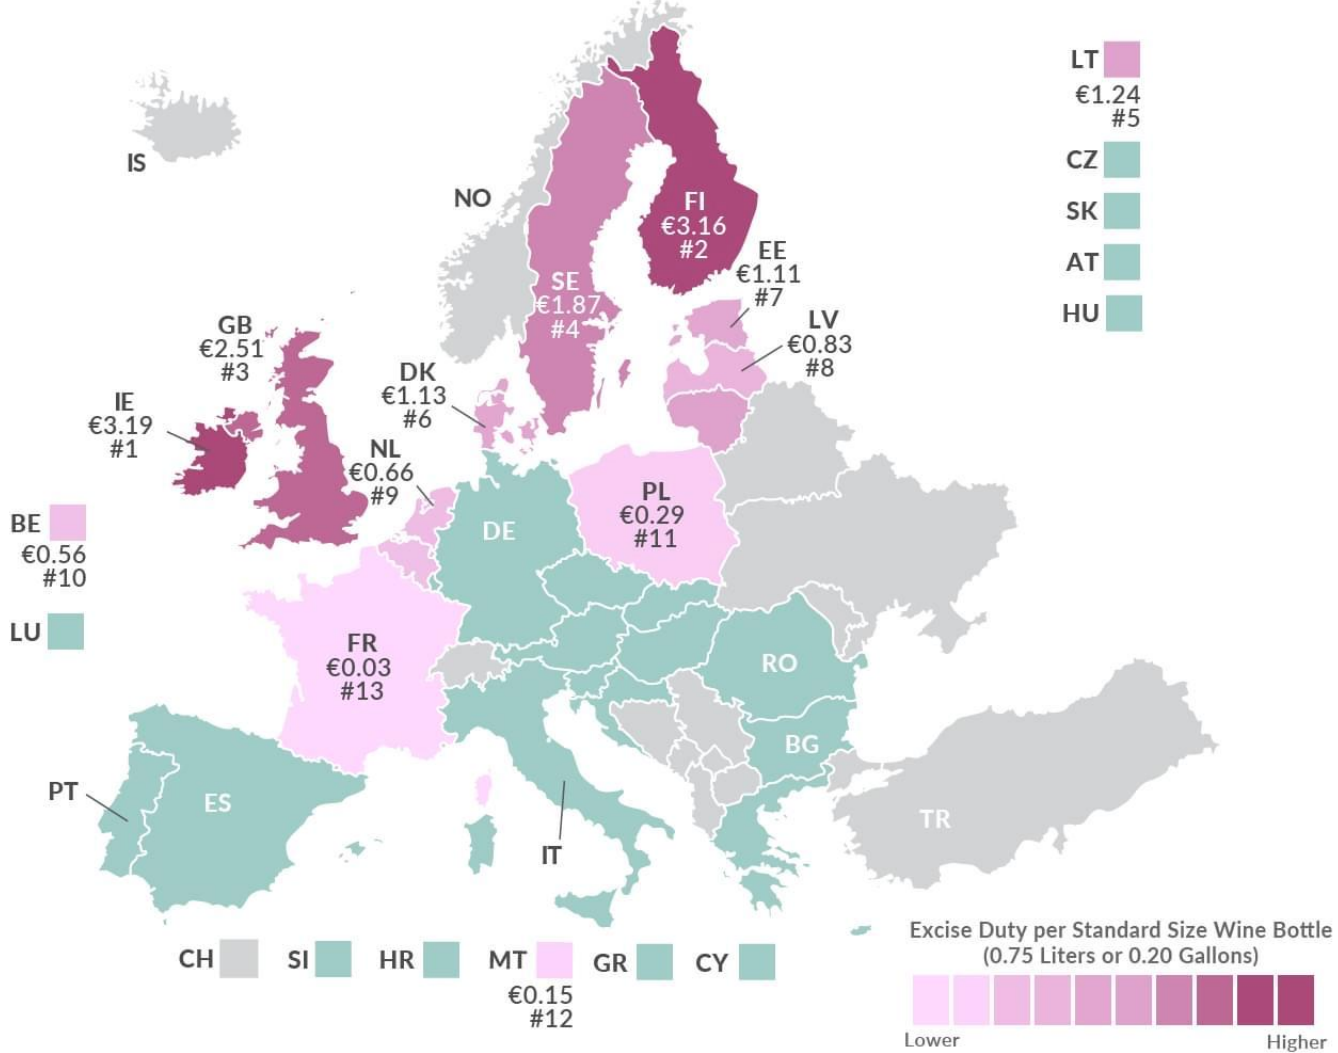 LT
€1.24
#5
CZ
SK
AT
HU
IS
NO
FI
€3.16
#2
EE
€1.11
#7
SE
€1.87
#4
LV
€0.83
#8
GB
€2.51
#3
DK
€1.13
#6
IE
€3.19
#1
NL
€0.66
#9
BE
€0.56
#10
LU
DE
PL
€0.29
#11
FR
€0.03
#13
RO
BG
PT
ES
IT
TR
CH
SI
HR
MT
€0.15
#12
GR
CY
Excise Duty per Standard Size Wine Bottle
(0.75 Liters or 0.20 Gallons)
Lower
Higher